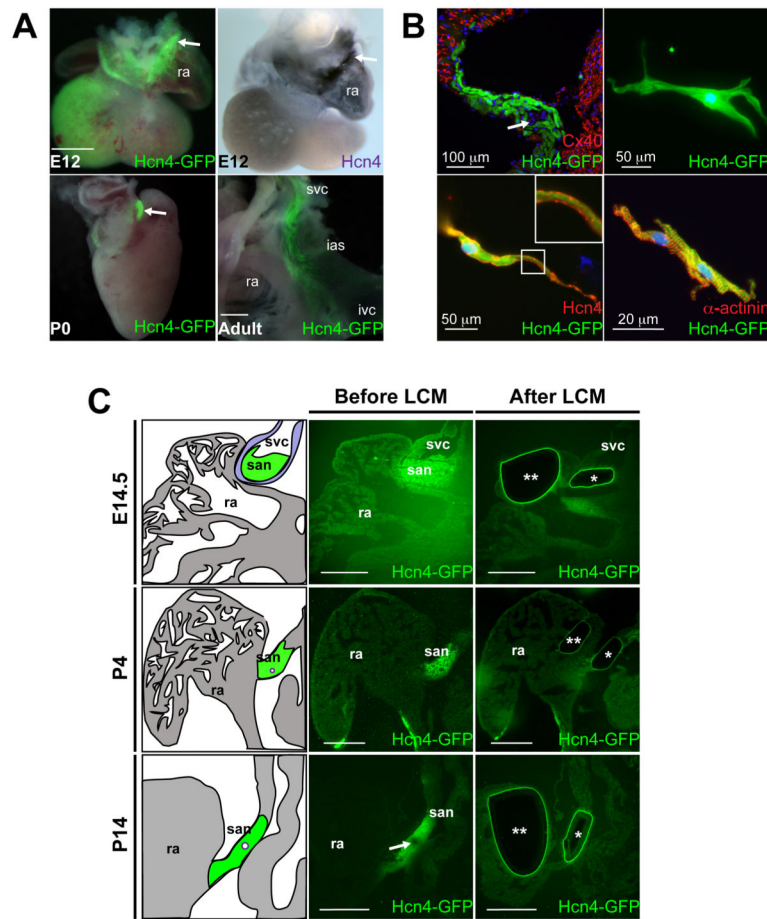 A
B
ra
E12
Hcn4-GFP
ra
E12
Hcn4
P0
Hcn4-GFP
svc
ias
ra
ivc
Adult
Hcn4-GFP
Cx40
100 µm
Hcn4-GFP
50 µm
Hcn4-GFP
Hcn4
50 µm
Hcn4-GFP
α-actinin
20 µm
Hcn4-GFP
C
Before LCM
After LCM
E14.5
svc
san
ra
svc
san
ra
Hcn4-GFP
svc
**
*
Hcn4-GFP
P4
san
ra
ra
san
Hcn4-GFP
ra
**
*
Hcn4-GFP
P14
san
ra
san
ra
Hcn4-GFP
**
*
Hcn4-GFP